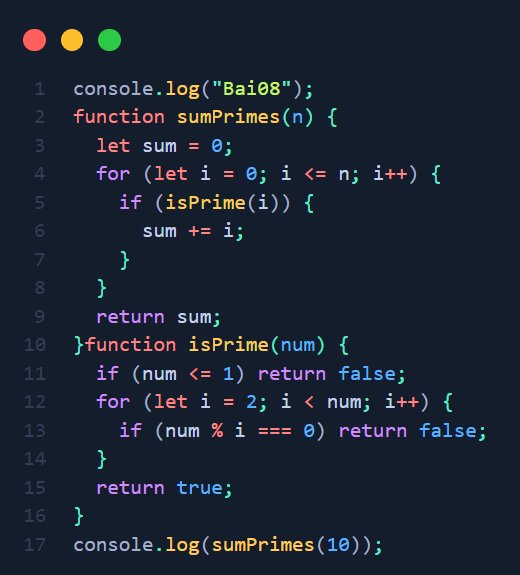 1 console.log("Bai08");
2 function sumPrimes(n) {
3   let sum = 0;
4   for (let i = 0; i <= n; i++) {
5     if (isPrime(i)) {
6       sum += i;
7     }
8   }
9   return sum;
10 }function isPrime(num) {
11   if (num <= 1) return false;
12   for (let i = 2; i < num; i++) {
13     if (num % i === 0) return false;
14   }
15   return true;
16 }
17 console.log(sumPrimes(10));